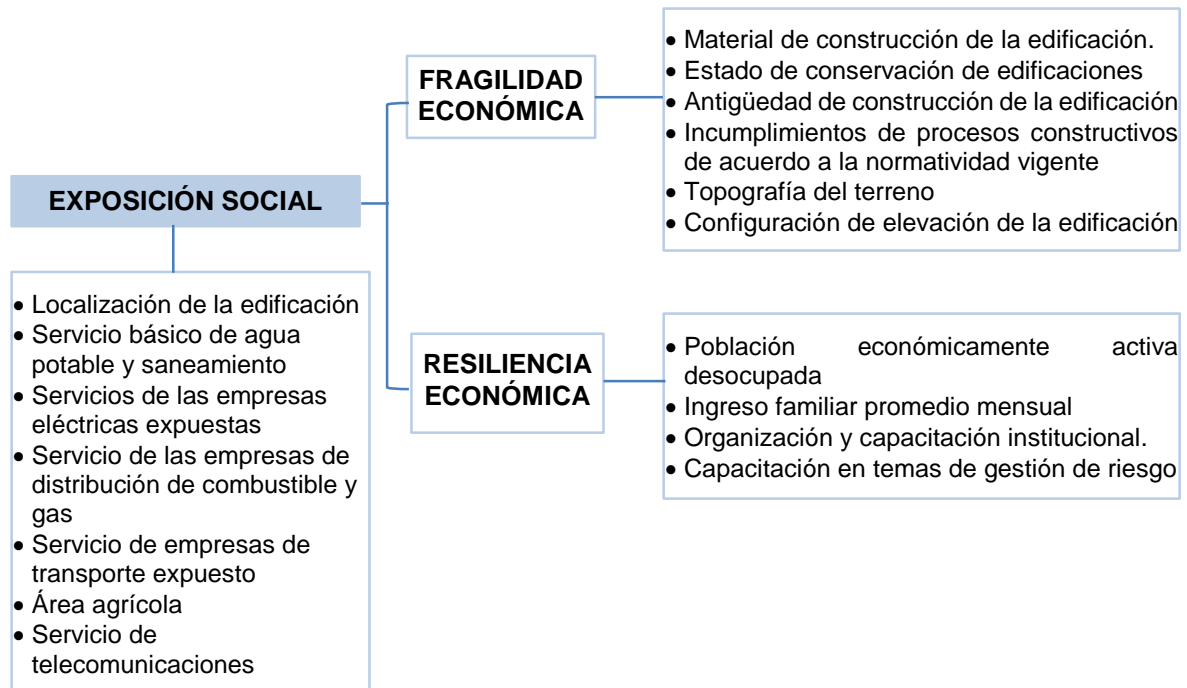 EXPOSICIÓN SOCIAL
• Localización de la edificación
• Servicio básico de agua
potable y saneamiento
• Servicios de las empresas
eléctricas expuestas
• Servicio de las empresas de
distribución de combustible y
gas
• Servicio de empresas de
transporte expuesto
• Área agrícola
• Servicio de
telecomunicaciones
FRAGILIDAD
ECONÓMICA
• Material de construcción de la edificación.
• Estado de conservación de edificaciones
• Antigüedad de construcción de la edificación
• Incumplimientos de procesos constructivos
de acuerdo a la normatividad vigente
• Topografía del terreno
• Configuración de elevación de la edificación
RESILIENCIA
ECONÓMICA
• Población económicamente activa
desocupada
• Ingreso familiar promedio mensual
• Organización y capacitación institucional.
• Capacitación en temas de gestión de riesgo